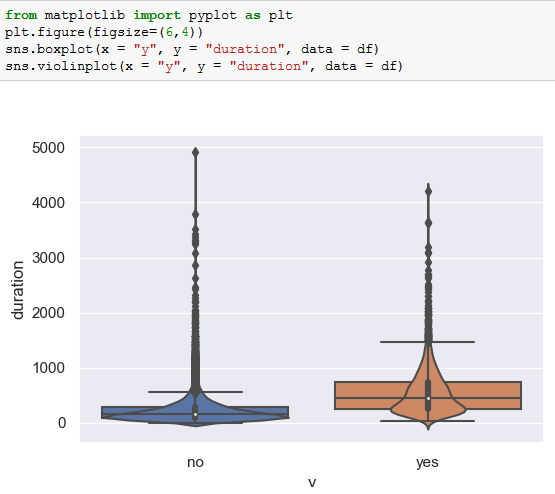 from matplotlib import pyplot as plt
plt.figure(figsize=(6,4))
sns.boxplot(x = "y", y = "duration", data = df)
sns.violinplot(x = "y", y = "duration", data = df)
5000
4000
3000
2000
1000
0
duration
no yes
y